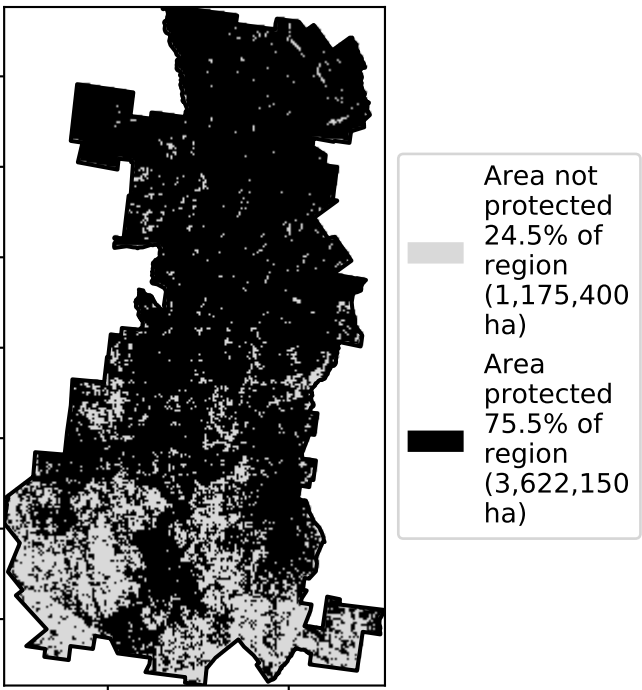 Area not
protected
24.5% of
region
(1,175,400
ha)
Area
protected
75.5% of
region
(3,622,150
ha)